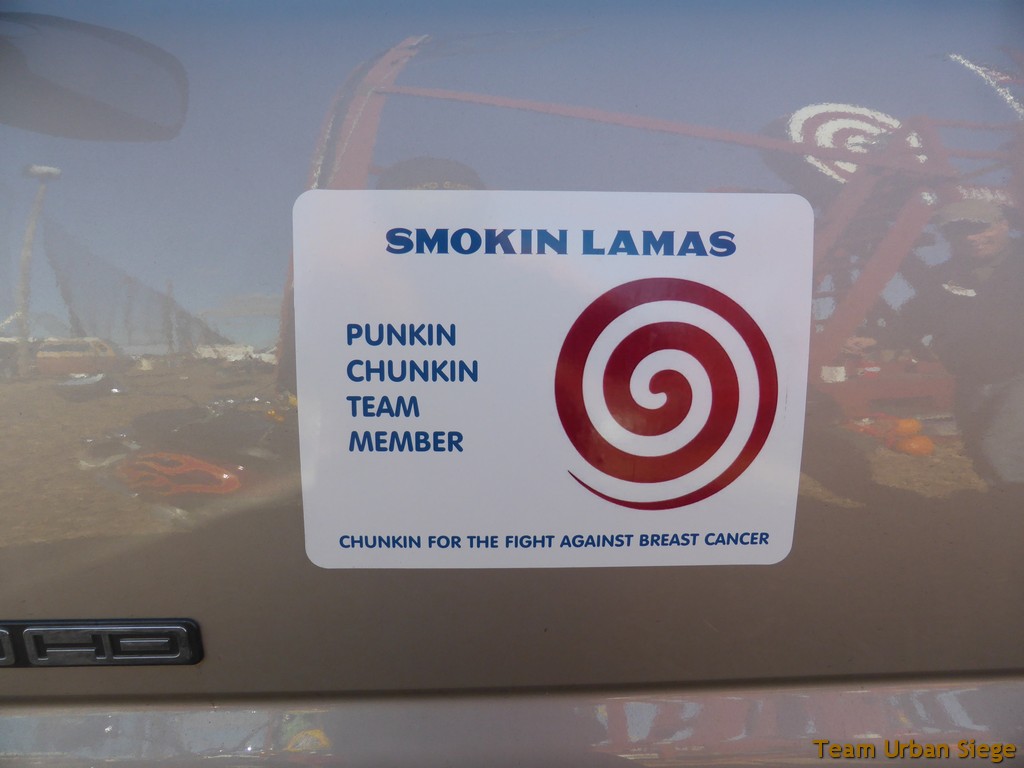 SMOKIN LAMAS
PUNKIN
CHUNKIN
TEAM
MEMBER
CHUNKIN FOR THE FIGHT AGAINST BREAST CANCER
HD
Team Urban Siege